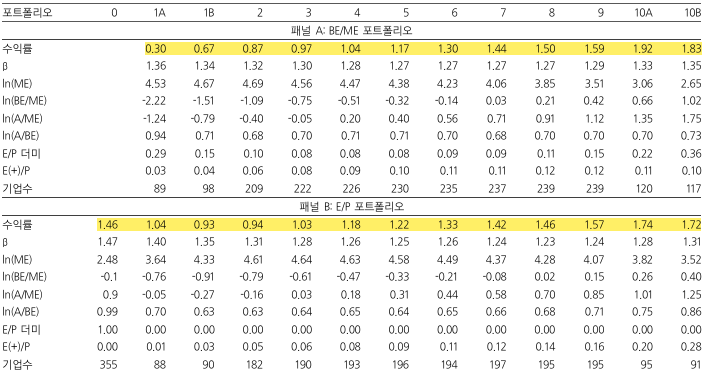 포트폴리오 0 1A 1B 2 3 4 5 6 7 8 9 10A 10B
패널 A: BE/ME 포트폴리오
수익률 0.30 0.67 0.87 0.97 1.04 1.17 1.30 1.44 1.50 1.59 1.92 1.83
β 1.36 1.34 1.32 1.30 1.28 1.27 1.27 1.27 1.27 1.29 1.33 1.35
ln(ME) 4.53 4.67 4.69 4.56 4.47 4.38 4.23 4.06 3.85 3.51 3.06 2.65
ln(BE/ME) -2.22 -1.51 -1.09 -0.75 -0.51 -0.32 -0.14 0.03 0.21 0.42 0.66 1.02
ln(A/ME) -1.24 -0.79 -0.40 -0.05 0.20 0.40 0.56 0.71 0.91 1.12 1.35 1.75
ln(A/BE) 0.94 0.71 0.68 0.70 0.71 0.71 0.70 0.68 0.70 0.70 0.70 0.73
E/P 더미 0.29 0.15 0.10 0.08 0.08 0.08 0.09 0.09 0.11 0.15 0.22 0.36
E(+)/P 0.03 0.04 0.06 0.08 0.09 0.10 0.11 0.11 0.12 0.12 0.11 0.10
기업수 89 98 209 222 226 230 235 237 239 239 120 117
패널 B: E/P 포트폴리오
수익률 1.46 1.04 0.93 0.94 1.03 1.18 1.22 1.33 1.42 1.46 1.57 1.74 1.72
β 1.47 1.40 1.35 1.31 1.28 1.26 1.25 1.26 1.24 1.23 1.24 1.28 1.31
ln(ME) 2.48 3.64 4.33 4.61 4.64 4.63 4.58 4.49 4.37 4.28 4.07 3.82 3.52
ln(BE/ME) -0.1 -0.76 -0.91 -0.79 -0.61 -0.47 -0.33 -0.21 -0.08 0.02 0.15 0.26 0.40
ln(A/ME) 0.9 -0.05 -0.27 -0.16 0.03 0.18 0.31 0.44 0.58 0.70 0.85 1.01 1.25
ln(A/BE) 0.99 0.70 0.63 0.63 0.64 0.65 0.64 0.65 0.66 0.68 0.71 0.75 0.86
E/P 더미 1.00 0.00 0.00 0.00 0.00 0.00 0.00 0.00 0.00 0.00 0.00 0.00 0.00
E(+)/P 0.00 0.01 0.03 0.05 0.06 0.08 0.09 0.11 0.12 0.14 0.16 0.20 0.28
기업수 355 88 90 182 190 193 196 194 197 195 195 95 91